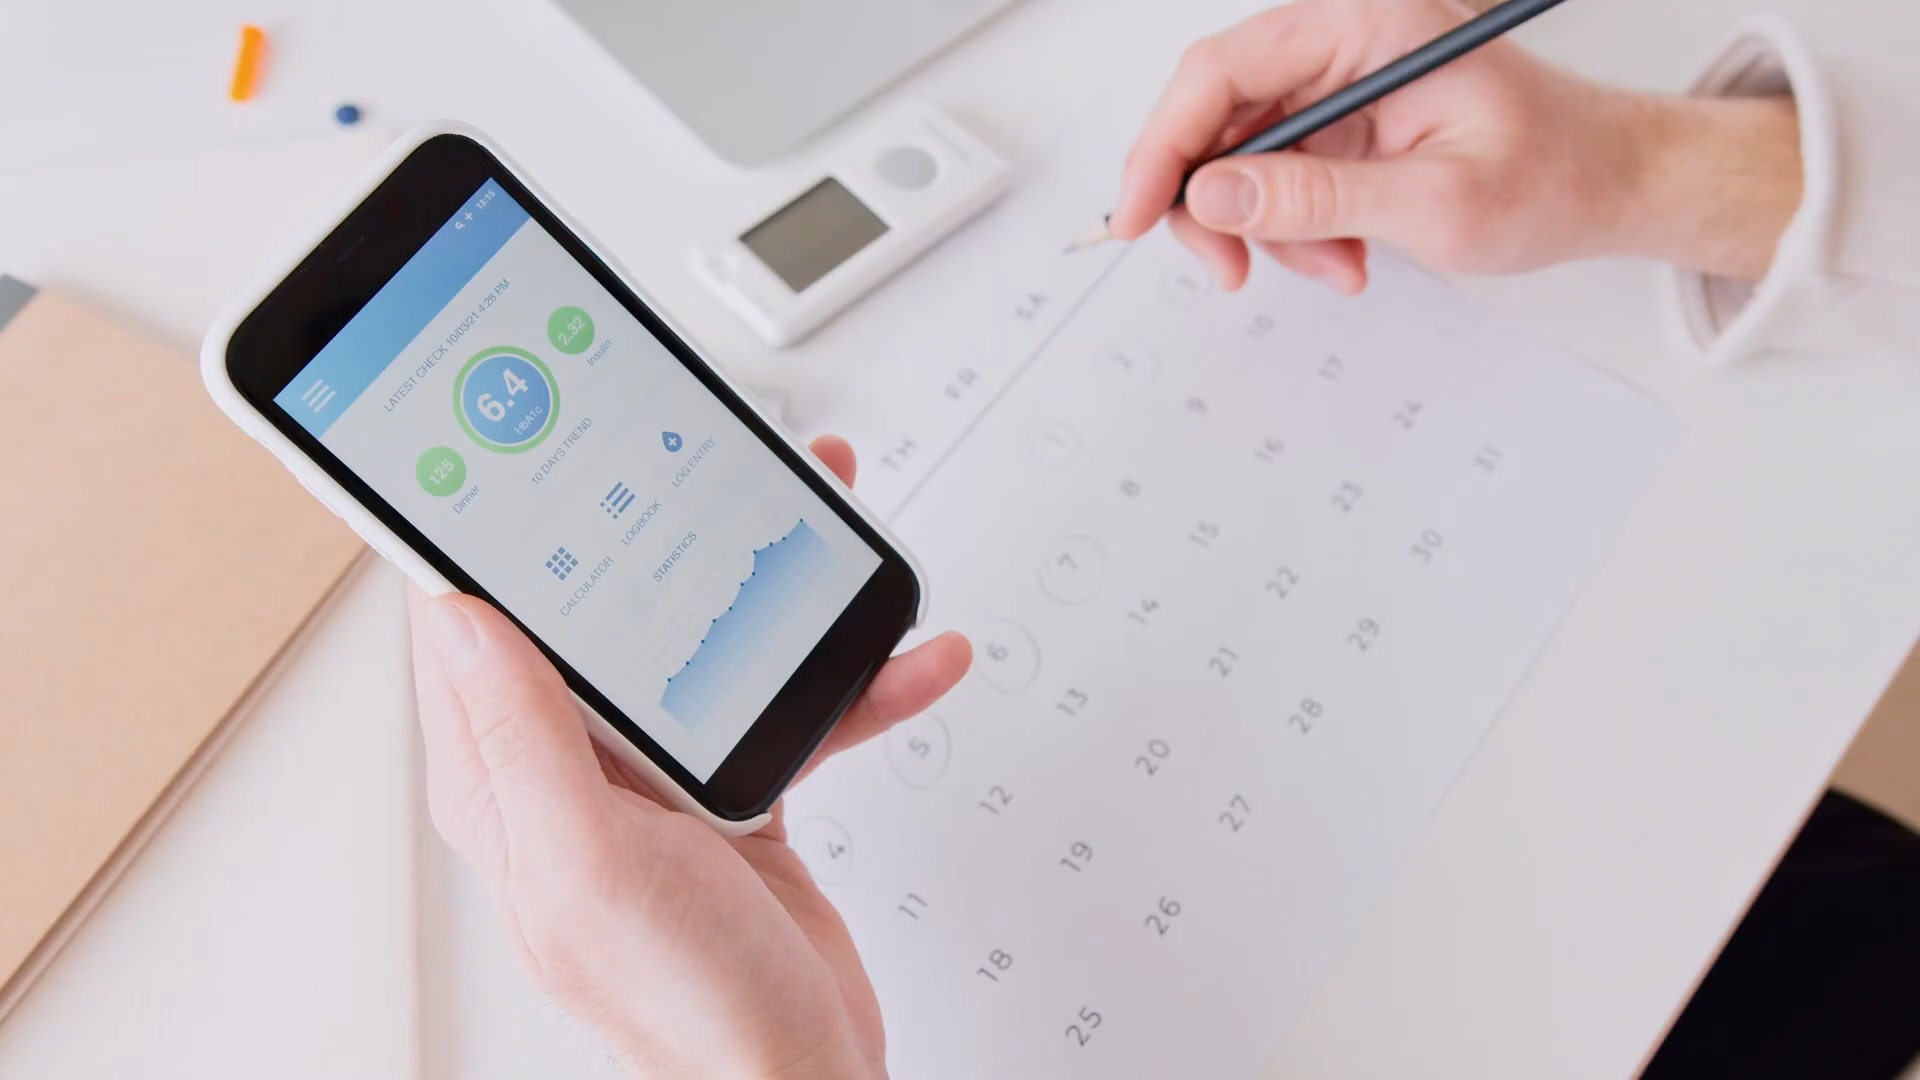 13:15
LATEST CHECK 10/03/21 4:28 PM
125
Dinner
6.4
HbA1c
2.32
Insulin
10 DAYS TREND
CALCULATOR
LOGBOOK
LOG ENTRY
STATISTICS
TH FR SA
1 2 3
4 5 6 7 8 9 10
11 12 13 14 15 16 17
18 19 20 21 22 23 24
25 26 27 28 29 30 31